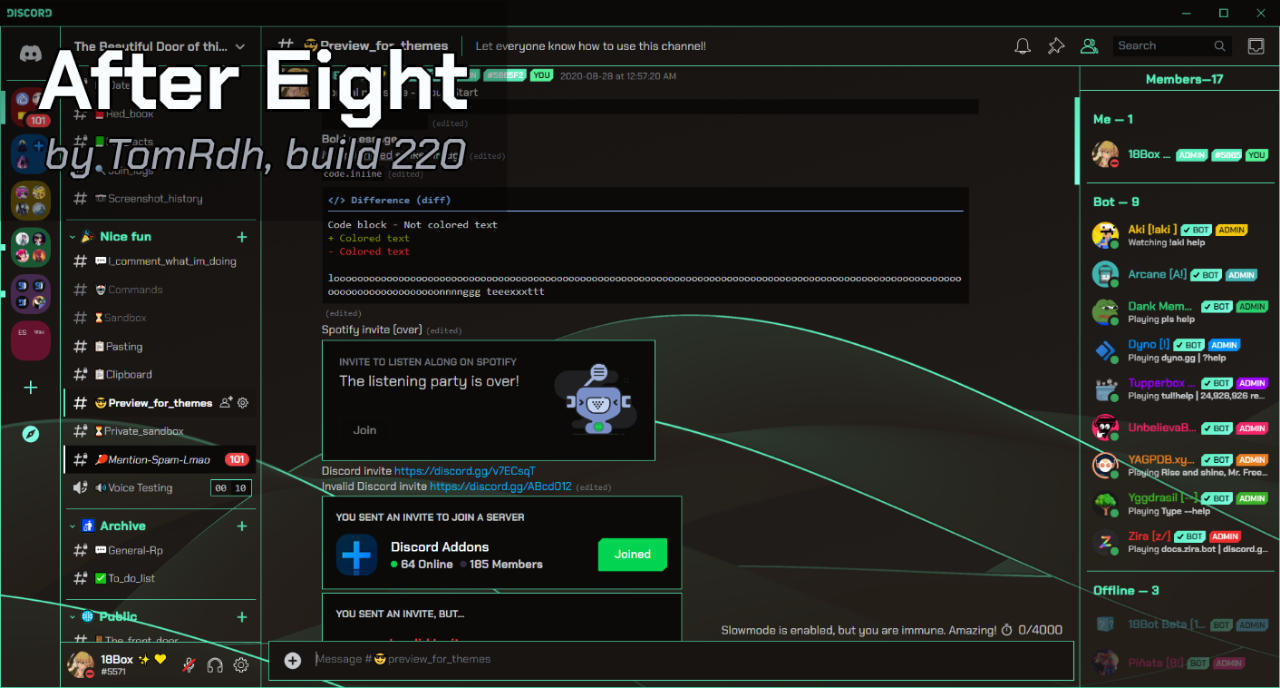 DISCORD
The Beautiful Door of thi...
Preview_for_themes
Let everyone know how to use this channel!
Search
After Eight
by TomRdh, build 220
101
Red_book
Join_logs
Screenshot_history
Nice fun
I_comment_what_im_doing
Commands
Sandbox
Pasting
Clipboard
Preview_for_themes
Private_sandbox
Mention-Spam-Lmao 101
Voice Testing 00 10
Archive
General-Rp
To_do_list
Public
The_front_door
18Box
#5571
#5865F2 YOU 2020-08-28 at 12:57:20 AM
Start
(edited)
(edited)
code.inline (edited)
</> Difference (diff)
Code block - Not colored text
+ Colored text
- Colored text
teeexxxttt
(edited)
Spotify invite [over] (edited)
INVITE TO LISTEN ALONG ON SPOTIFY
The listening party is over!
Join
Discord invite https://discord.gg/v7ECsqT
Invalid Discord invite https://discord.gg/ABcd012 (edited)
YOU SENT AN INVITE TO JOIN A SERVER
Discord Addons
64 Online 185 Members
Joined
YOU SENT AN INVITE, BUT...
Slowmode is enabled, but you are immune. Amazing! 0/4000
Message # preview_for_themes
Members—17
Me — 1
18Box ... ADMIN #5865 YOU
Bot — 9
Aki [!aki ] ✓ BOT ADMIN
Watching !aki help
Arcane [A!] ✓ BOT ADMIN
Dank Mem... ✓ BOT ADMIN
Playing pls help
Dyno [!] ✓ BOT ADMIN
Playing dyno.gg | ?help
Tupperbox ... ✓ BOT ADMIN
Playing tul!help | 24,928,926 re...
UnbelievaB... ✓ BOT ADMIN
YAGPDB.xy... ✓ BOT ADMIN
Playing Rise and shine, Mr. Free...
Yggdrasil [--] ✓ BOT ADMIN
Playing Type --help
Zira [z/] ✓ BOT ADMIN
Playing docs.zira.bot | discord.g...
Offline — 3
18Bot Beta [1... BOT ADMIN
Piñata [8!] BOT ADMIN